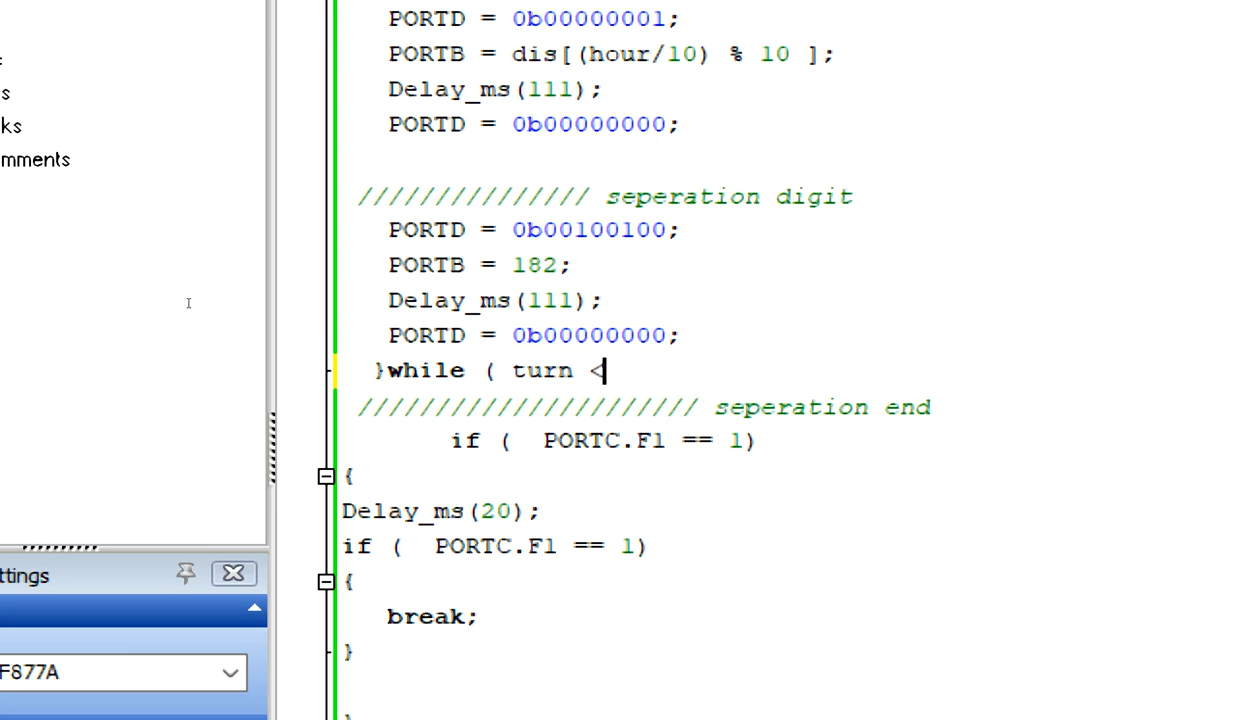 PORTD = 0b00000001;
PORTB = dis[(hour/10) % 10 ];
Delay_ms(111);
PORTD = 0b00000000;
/////////////// seperation digit
PORTD = 0b00100100;
PORTB = 182;
Delay_ms(111);
PORTD = 0b00000000;
}while ( turn <
////////////////////// seperation end
if (  PORTC.F1 == 1)
{
Delay_ms(20);
if (  PORTC.F1 == 1)
{
break;
}
s
ks
mments
ttings
F877A